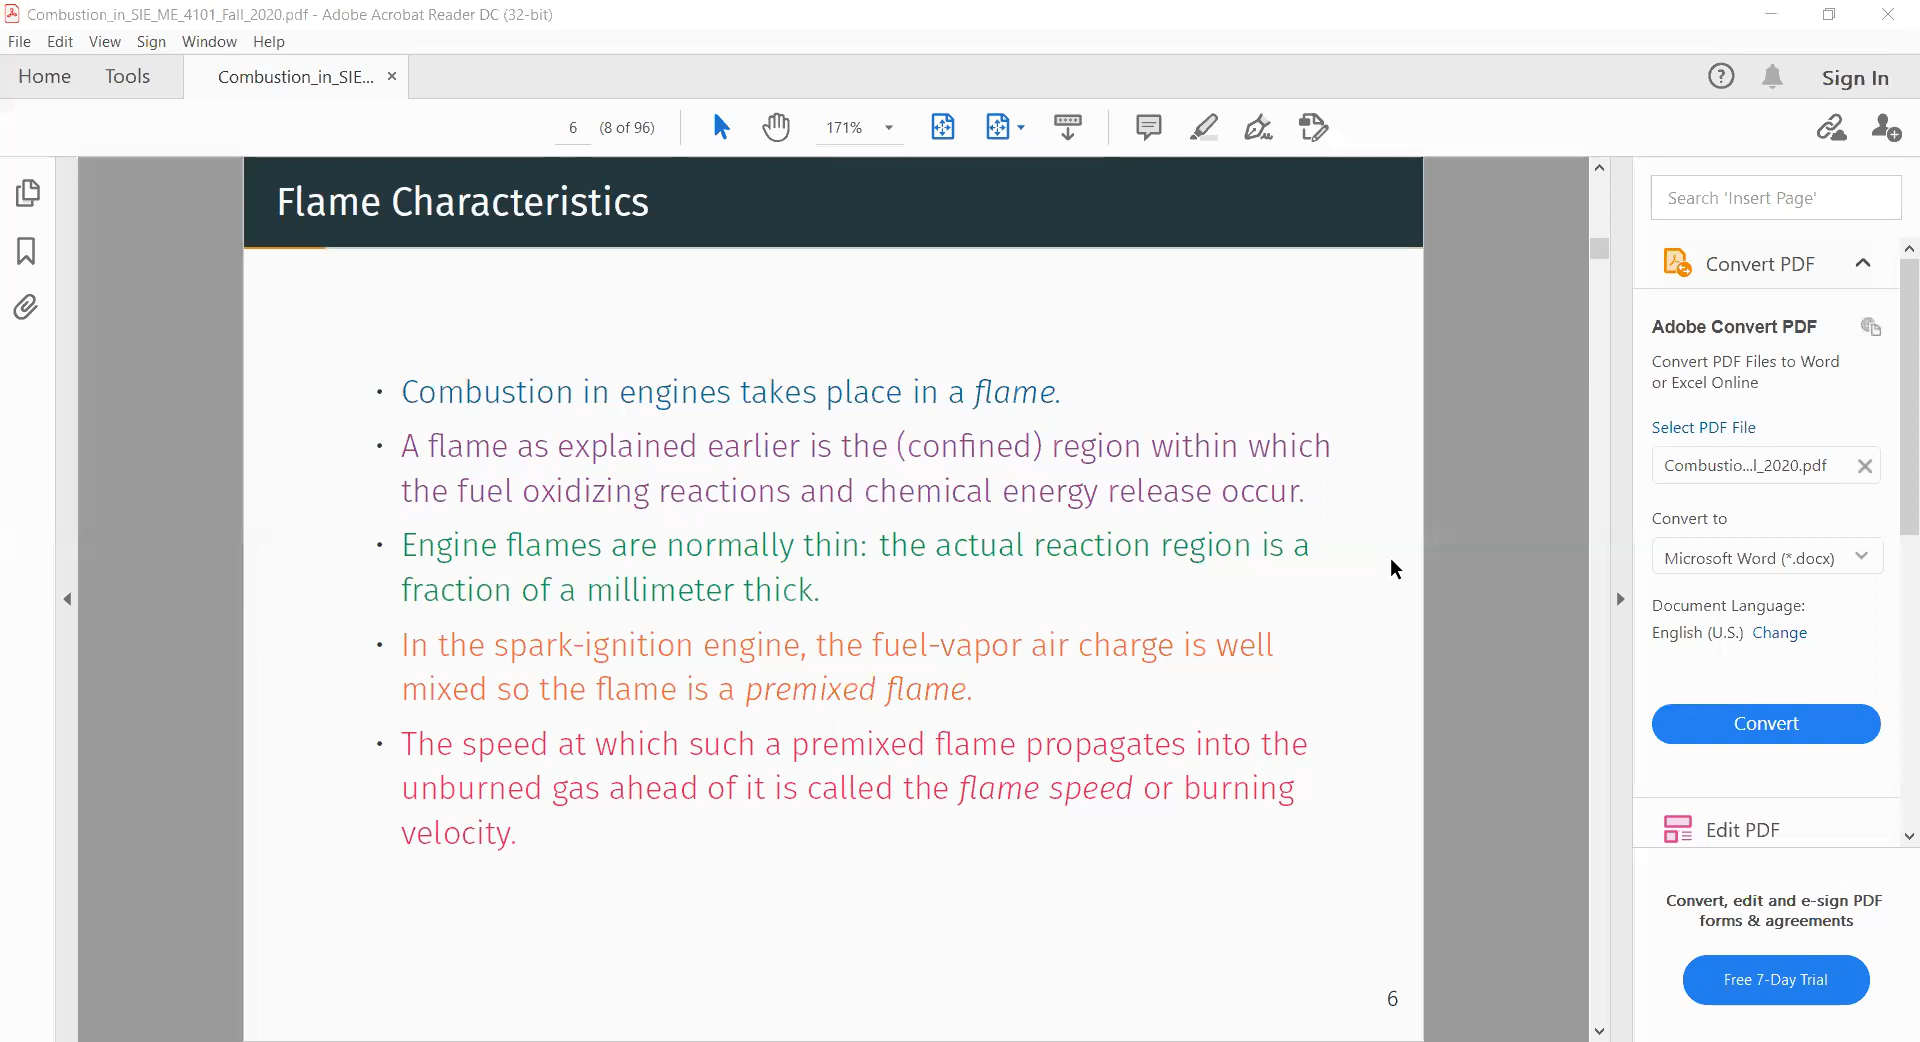 Combustion_in_SIE_ME_4101_Fall_2020.pdf - Adobe Acrobat Reader DC (32-bit)
File Edit View Sign Window Help
Home Tools Combustion_in_SIE... × Sign In
6 (8 of 96) 171%
Search 'Insert Page'
Flame Characteristics
• Combustion in engines takes place in a flame.
• A flame as explained earlier is the (confined) region within which
the fuel oxidizing reactions and chemical energy release occur.
• Engine flames are normally thin: the actual reaction region is a
fraction of a millimeter thick.
• In the spark-ignition engine, the fuel-vapor air charge is well
mixed so the flame is a premixed flame.
• The speed at which such a premixed flame propagates into the
unburned gas ahead of it is called the flame speed or burning
velocity.
6
Convert PDF
Adobe Convert PDF
Convert PDF Files to Word
or Excel Online
Select PDF File
Combustio...l_2020.pdf
Convert to
Microsoft Word (*.docx)
Document Language:
English (U.S.) Change
Convert
Edit PDF
Convert, edit and e-sign PDF
forms & agreements
Free 7-Day Trial